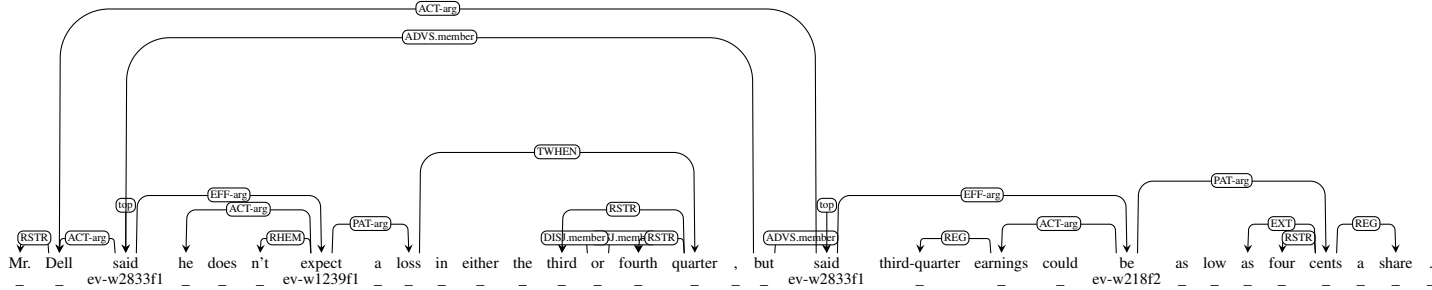 ACT-arg
ADVS.member
TWHEN
PAT-arg
EFF-arg EFF-arg
top top
ACT-arg RSTR
PAT-arg ACT-arg EXT REG
RSTR ACT-arg RHEM DISJ.member RSTR ADVS.member REG RSTR
Mr. Dell said he does n't expect a loss in either the third or fourth quarter , but said third-quarter earnings could be as low as four cents a share .
ev-w2833f1 ev-w1239f1 ev-w2833f1 ev-w218f2
_ _ _ _ _ _ _ _ _ _ _ _ _ _ _ _ _ _ _ _ _ _ _ _ _ _ _ _ _ _